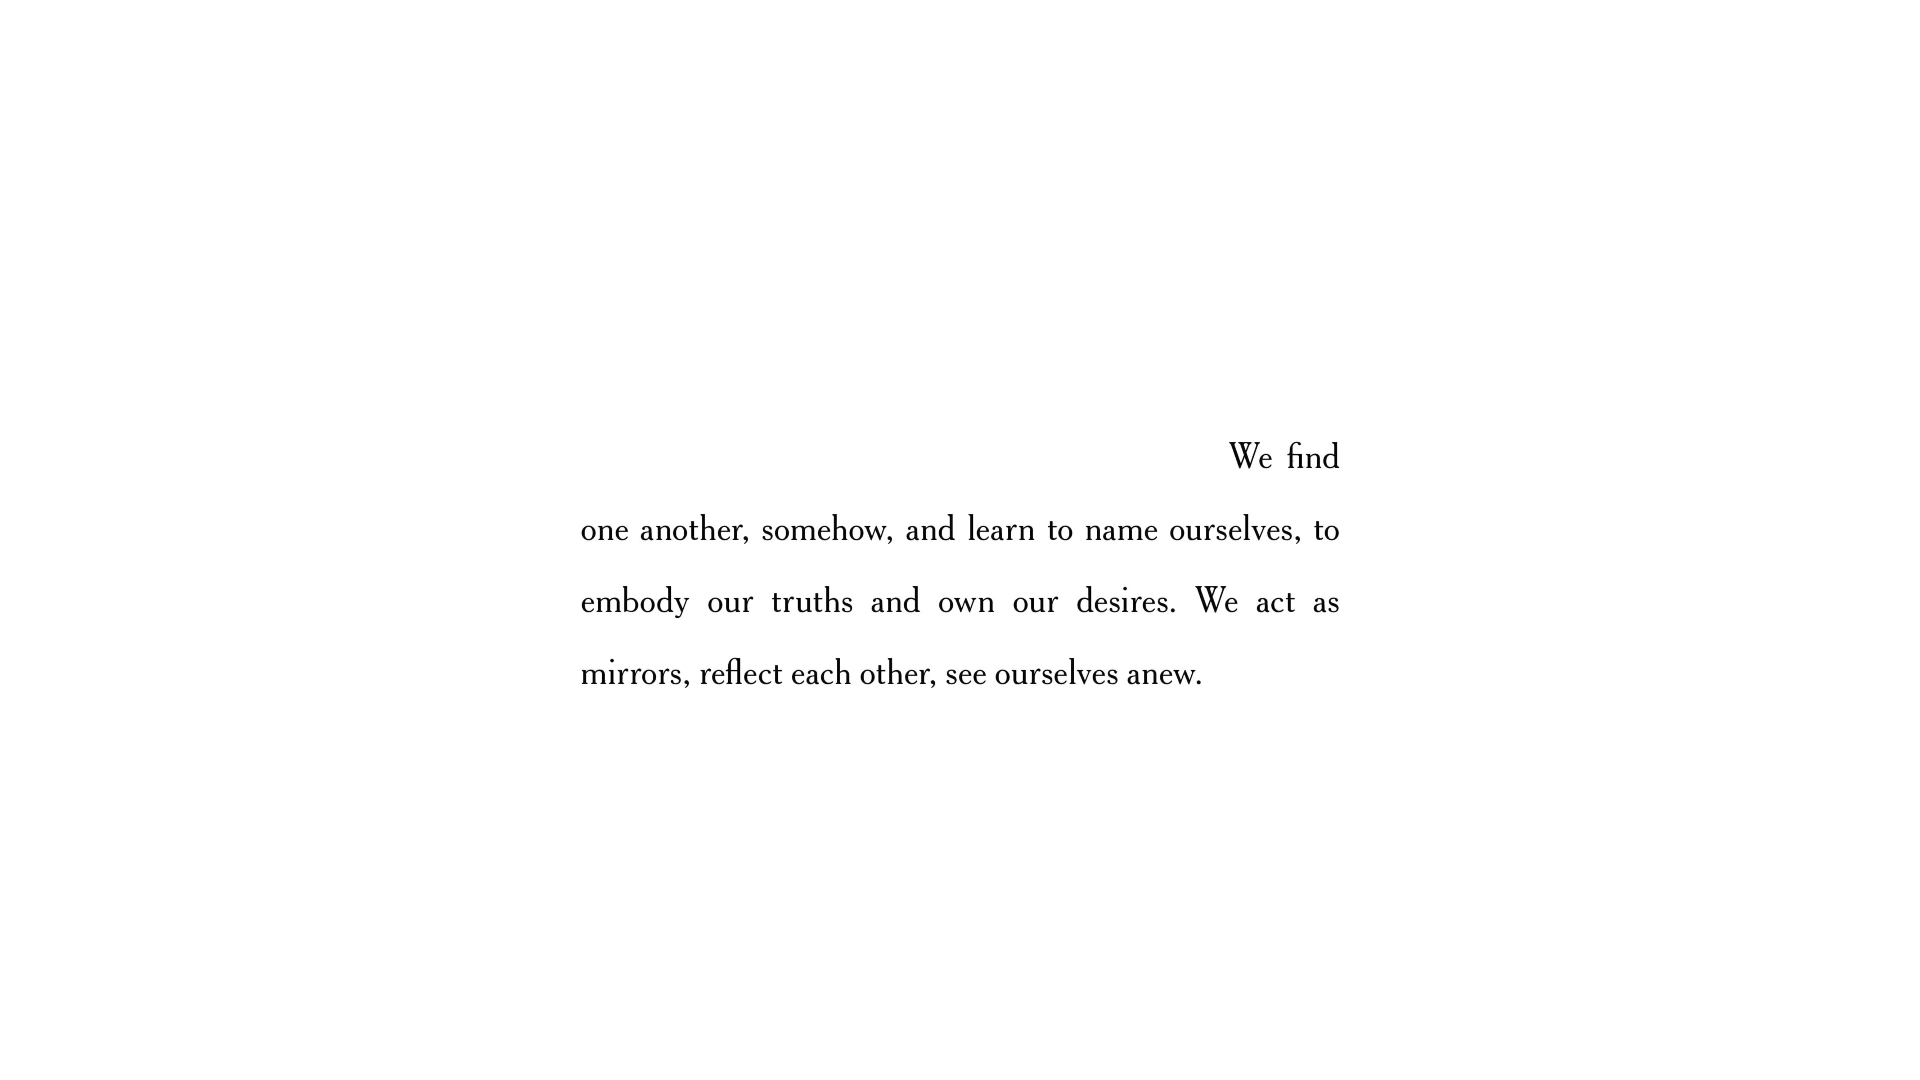 We find
one another, somehow, and learn to name ourselves, to
embody our truths and own our desires. We act as
mirrors, reflect each other, see ourselves anew.